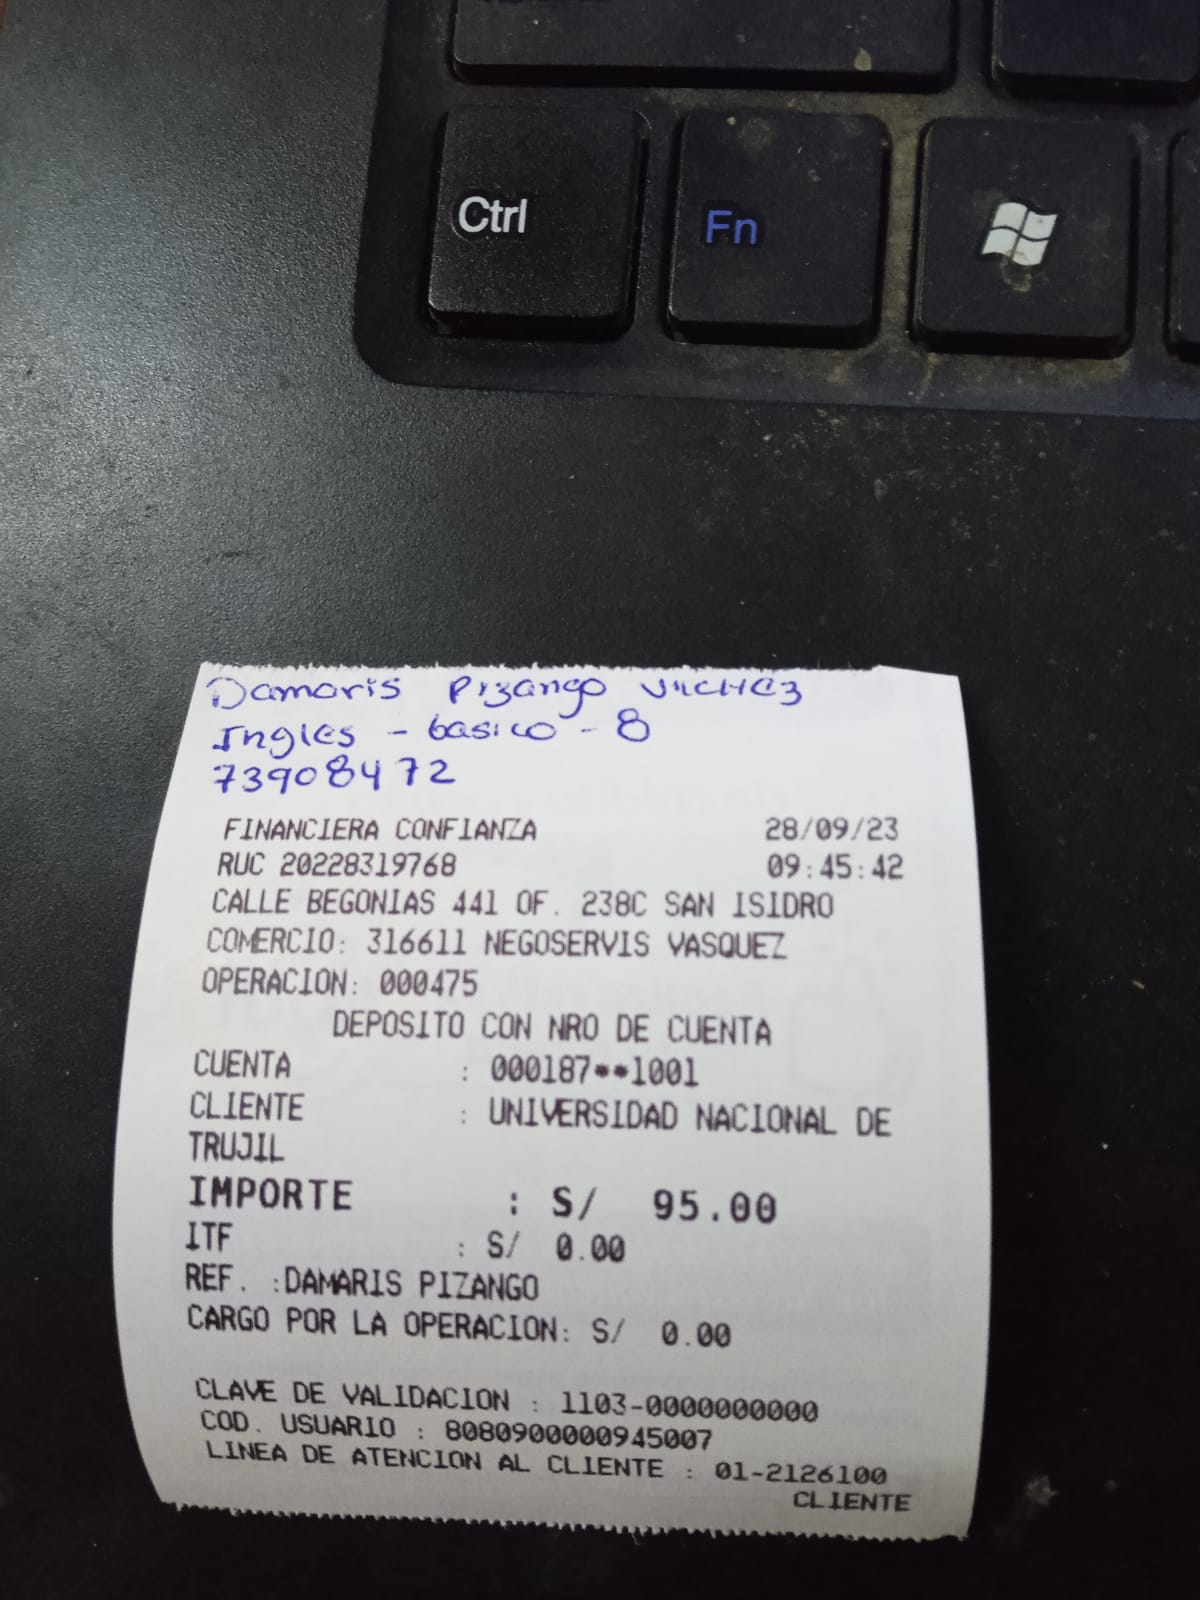 Ctrl
Fn
Damaris Pizango Vilchez
Ingles - basico - 8
73908472
FINANCIERA CONFIANZA 28/09/23
RUC 20228319768 09:45:42
CALLE BEGONIAS 441 OF. 238C SAN ISIDRO
COMERCIO: 316611 NEGOSERVIS VASQUEZ
OPERACION: 000475
DEPOSITO CON NRO DE CUENTA
CUENTA : 000187**1001
CLIENTE : UNIVERSIDAD NACIONAL DE
TRUJIL
IMPORTE : S/ 95.00
ITF : S/ 0.00
REF. :DAMARIS PIZANGO
CARGO POR LA OPERACION: S/ 0.00
CLAVE DE VALIDACION : 1103-0000000000
COD. USUARIO : 8080900000945007
LINEA DE ATENCION AL CLIENTE : 01-2126100
CLIENTE